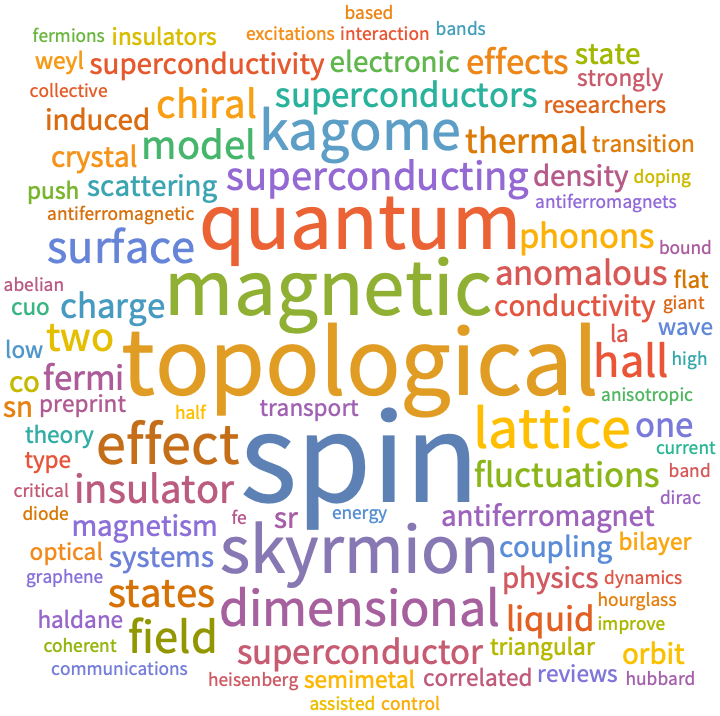 based
fermions insulators excitations interaction bands
weyl superconductivity electronic effects state
collective strongly
chiral superconductors researchers
induced model kagome thermal transition
crystal
push scattering superconducting density doping
antiferromagnetic antiferromagnets
surface quantum phonons bound
abelian magnetic anomalous flat
cuo charge conductivity giant
low two la wave
co fermi topological hall high
sn preprint half transport anisotropic
theory effect spin lattice one
type current
critical insulator fluctuations band
diode magnetism fe sr energy antiferromagnet dirac
optical systems skyrmion coupling bilayer
graphene states physics dynamics
haldane dimensional liquid hourglass
coherent field improve
communications superconductor triangular orbit
heisenberg semimetal correlated reviews hubbard
assisted control